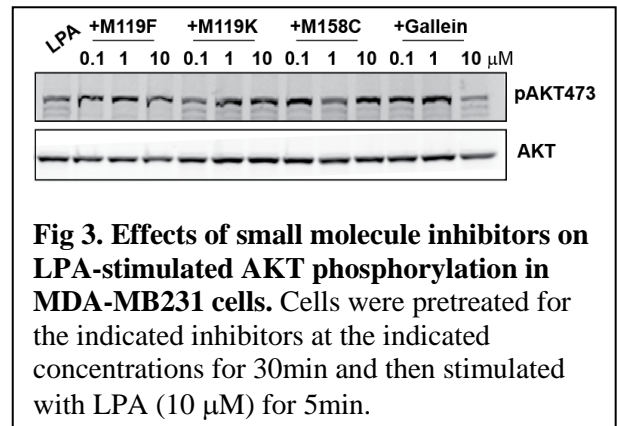 LPA +M119F +M119K +M158C +Gallein
0.1 1 10 0.1 1 10 0.1 1 10 0.1 1 10 μM
pAKT473
AKT
Fig 3. Effects of small molecule inhibitors on
LPA-stimulated AKT phosphorylation in
MDA-MB231 cells. Cells were pretreated for
the indicated inhibitors at the indicated
concentrations for 30min and then stimulated
with LPA (10 μM) for 5min.